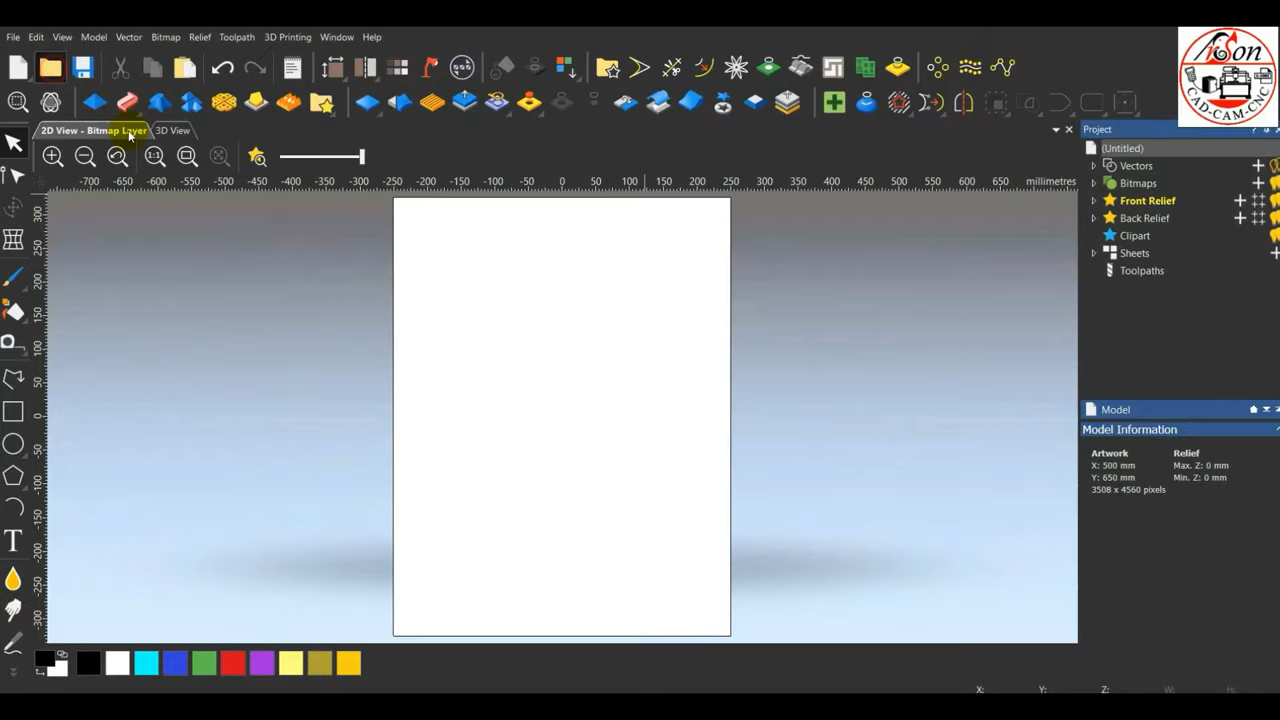 File Edit View Model Vector Bitmap Relief Toolpath 3D Printing Window Help
CAD-CAM-CNC
2D View - Bitmap Layer 3D View
Project
1:1
(Untitled)
-700 -650 -600 -550 -500 -450 -400 -350 -300 -250 -200 -150 -100 -50 0 50 100 150 200 250 300 350 400 450 500 550 600 650 millimetres
Vectors
Bitmaps
Front Relief
Back Relief
Clipart
Sheets
Toolpaths
300
250
200
150
100
50
0
-50
-100
-150
-200
-250
-300
Model
Model Information
Artwork Relief
X: 500 mm Max. Z: 0 mm
Y: 650 mm Min. Z: 0 mm
3508 x 4560 pixels
X: Y: Z: W: H: